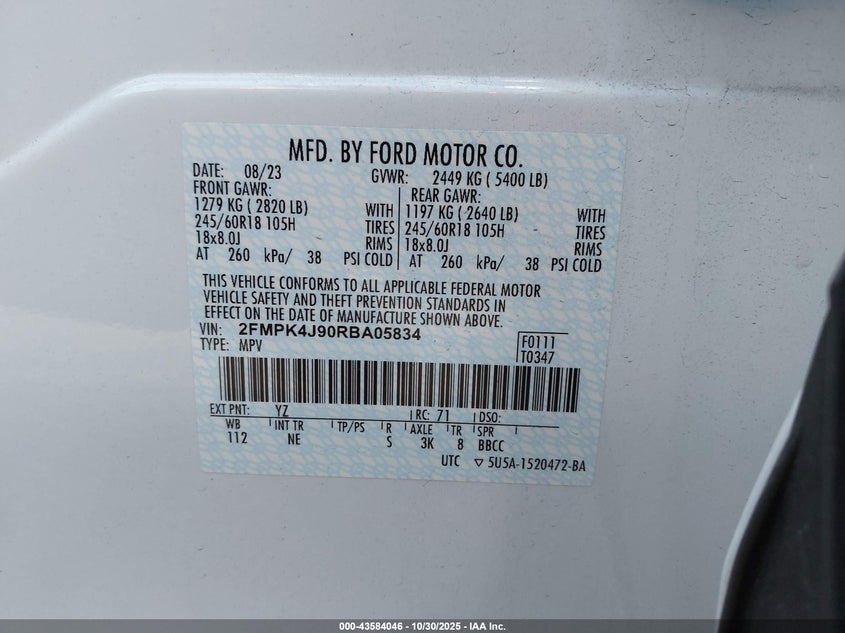 MFD. BY FORD MOTOR CO.
DATE: 08/23 GVWR: 2449 KG ( 5400 LB)
FRONT GAWR: REAR GAWR:
1279 KG ( 2820 LB) WITH 1197 KG ( 2640 LB) WITH
245/60R18 105H TIRES 245/60R18 105H TIRES
18x8.0J RIMS 18x8.0J RIMS
AT 260 kPa/ 38 PSI COLD AT 260 kPa/ 38 PSI COLD
THIS VEHICLE CONFORMS TO ALL APPLICABLE FEDERAL MOTOR
VEHICLE SAFETY AND THEFT PREVENTION STANDARDS IN
EFFECT ON THE DATE OF MANUFACTURE SHOWN ABOVE.
VIN: 2FMPK4J90RBA05834 F0111
TYPE: MPV T0347
EXT PNT: YZ RC: 71 DSO:
WB INT TR TP/PS R AXLE TR SPR
112 NE S 3K 8 BBCC
UTC ▽ 5U5A-1520472-BA
000-43584046 - 10/30/2025 - IAA Inc.